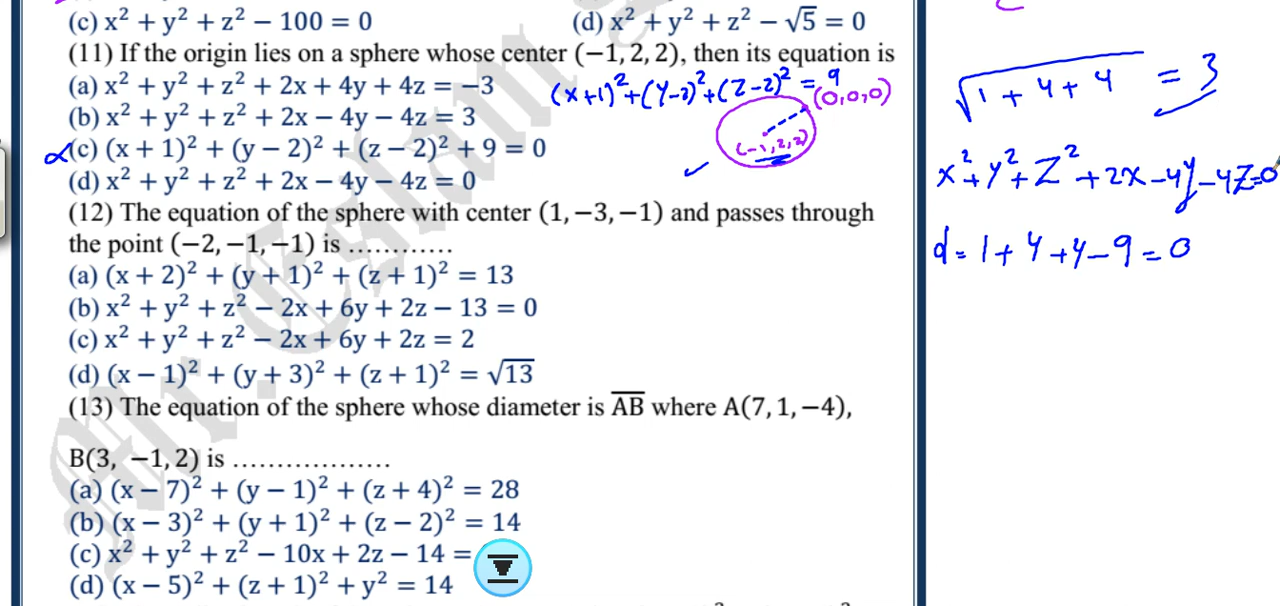 (c) x² + y² + z² − 100 = 0 (d) x² + y² + z² − √5 = 0
(11) If the origin lies on a sphere whose center (−1, 2, 2), then its equation is
(a) x² + y² + z² + 2x + 4y + 4z = −3
(x+1)²+(y−2)²+(z−2)² = 9
(0,0,0)
(−1,2,2)
(b) x² + y² + z² + 2x − 4y − 4z = 3
(c) (x + 1)² + (y − 2)² + (z − 2)² + 9 = 0
(d) x² + y² + z² + 2x − 4y − 4z = 0
(12) The equation of the sphere with center (1, −3, −1) and passes through
the point (−2, −1, −1) is …………
(a) (x + 2)² + (y + 1)² + (z + 1)² = 13
(b) x² + y² + z² − 2x + 6y + 2z − 13 = 0
(c) x² + y² + z² − 2x + 6y + 2z = 2
(d) (x − 1)² + (y + 3)² + (z + 1)² = √13
(13) The equation of the sphere whose diameter is A̅B̅ where A(7, 1, −4),
B(3, −1, 2) is ………………
(a) (x − 7)² + (y − 1)² + (z + 4)² = 28
(b) (x − 3)² + (y + 1)² + (z − 2)² = 14
(c) x² + y² + z² − 10x + 2z − 14 =
(d) (x − 5)² + (z + 1)² + y² = 14
√1 + 4 + 4 = 3
x²+y²+z²+2x−4y−4z=0
d = 1 + 4 + 4 − 9 = 0